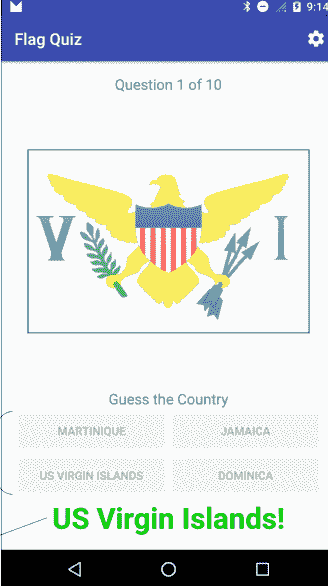 9:14
Flag Quiz
Question 1 of 10
V I
Guess the Country
MARTINIQUE JAMAICA
US VIRGIN ISLANDS DOMINICA
US Virgin Islands!